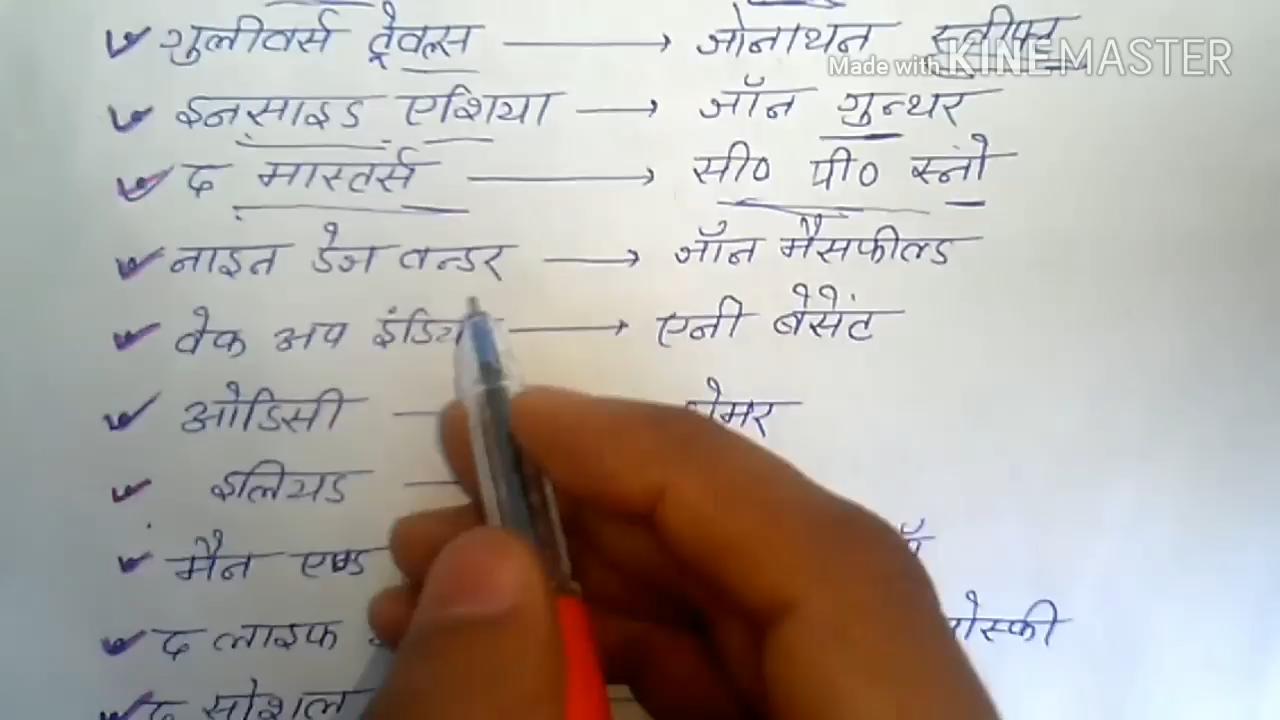 गुलीवर्स ट्रेवल्स → जोनाथन स्वीफ्ट
Made with KINEMASTER
इनसाइड एशिया → जॉन गुन्थर
द मास्टर्स → सी० पी० स्नो
नाइन डेज वन्डर → जॉन मैसफील्ड
वेक अप इंडिया → एनी बेसेंट
ओडिसी होमर
इलियड
मैन एण्ड
द लाइफ
द सोशल